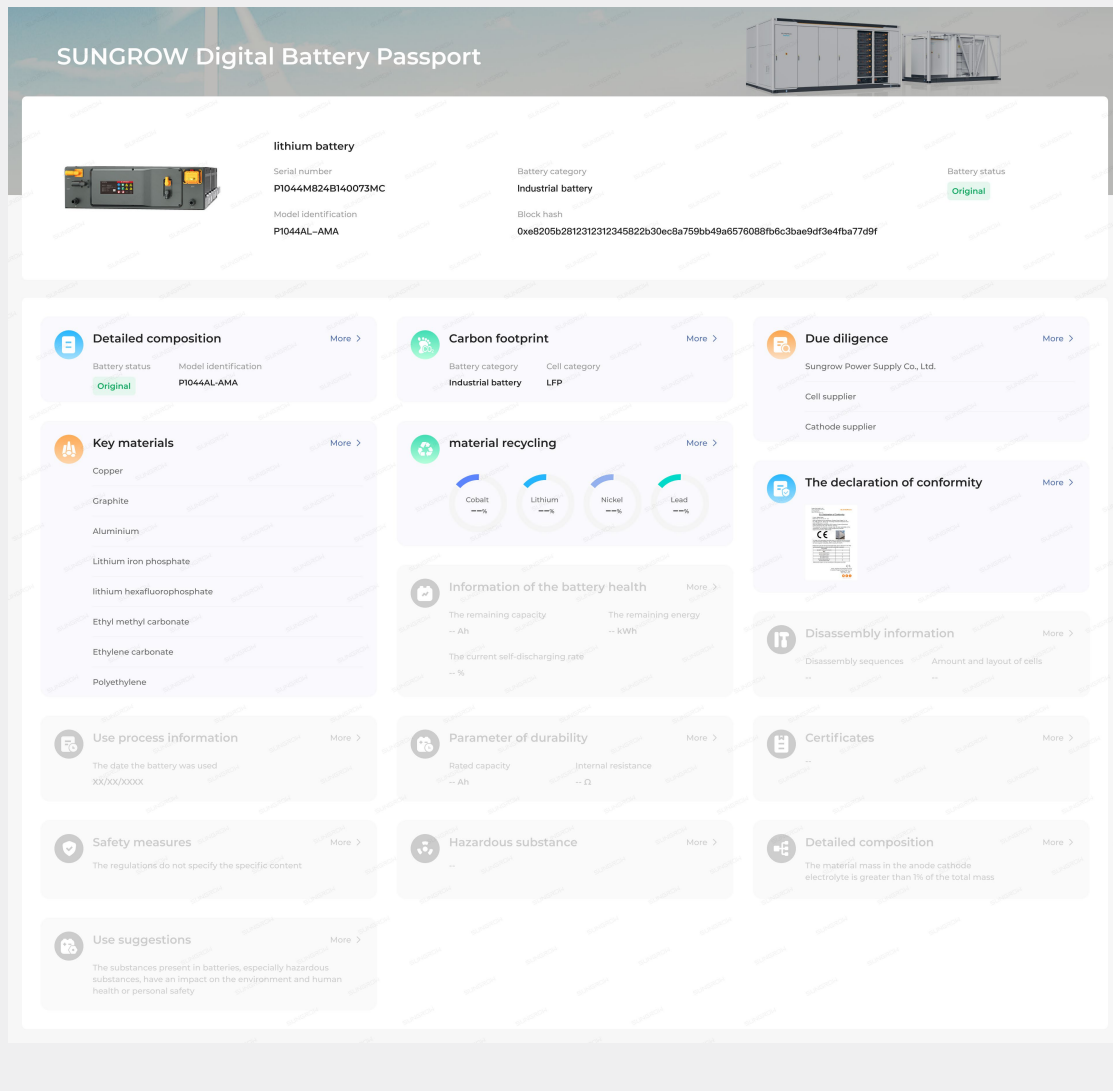 SUNGROW Digital Battery Passport
lithium battery
Serial number
P1044M824B140073MC
Model identification
P1044AL-AMA
Battery category
Industrial battery
Block hash
0xe8205b2812312312345822b30ec8a759bb49a6576088fb6c3bae9df3e4fba77d9f
Battery status
Original
Detailed composition
More >
Battery status
Model identification
Original
P1044AL-AMA
Carbon footprint
More >
Battery category
Cell category
Industrial battery
LFP
Due diligence
More >
Sungrow Power Supply Co., Ltd.
Cell supplier
Cathode supplier
Key materials
More >
Copper
Graphite
Aluminium
Lithium iron phosphate
lithium hexafluorophosphate
Ethyl methyl carbonate
Ethylene carbonate
Polyethylene
material recycling
More >
Cobalt
--%
Lithium
--%
Nickel
--%
Lead
--%
The declaration of conformity
More >
CE
Information of the battery health
More >
The remaining capacity
The remaining energy
-- Ah
-- kWh
The current self-discharging rate
-- %
Disassembly information
More >
Disassembly sequences
Amount and layout of cells
--
--
Use process information
More >
The date the battery was used
XX/XX/XXXX
Parameter of durability
More >
Rated capacity
Internal resistance
-- Ah
-- Ω
Certificates
More >
--
Safety measures
More >
The regulations do not specify the specific content
Hazardous substance
More >
--
Detailed composition
More >
The material mass in the anode cathode
electrolyte is greater than 1% of the total mass
Use suggestions
More >
The substances present in batteries, especially hazardous
substances, have an impact on the environment and human
health or personal safety